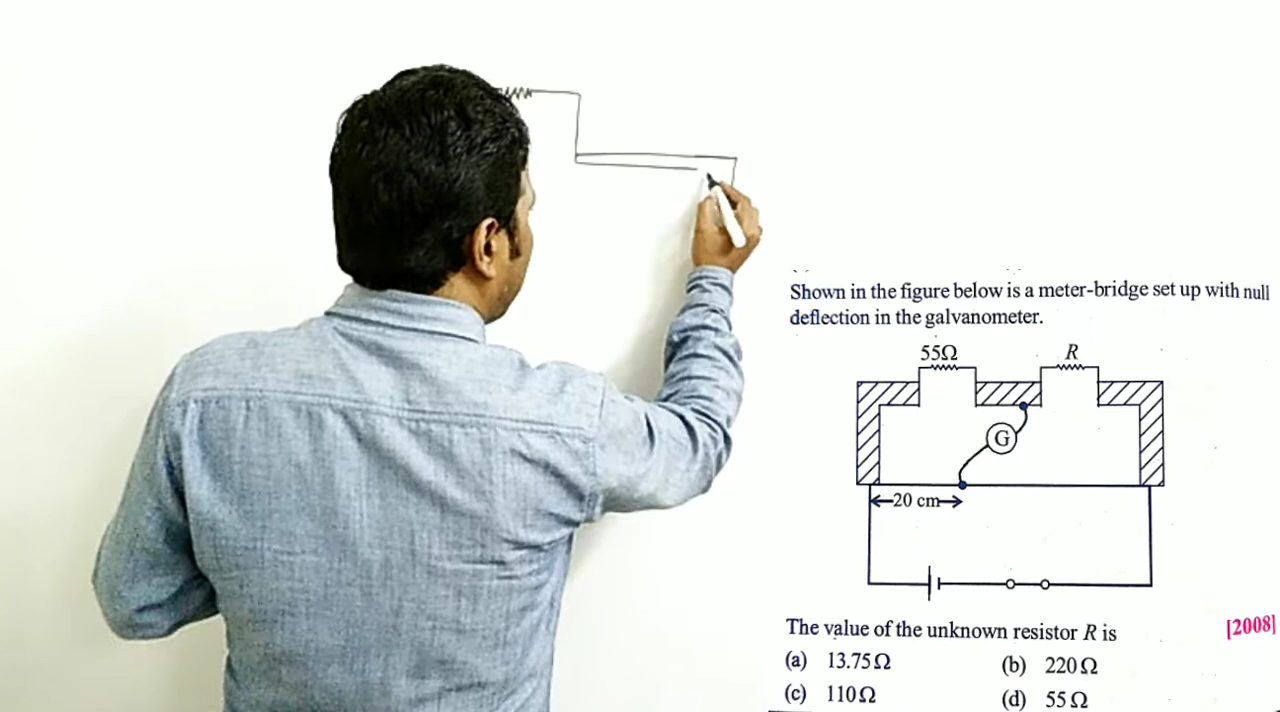 Shown in the figure below is a meter-bridge set up with null
deflection in the galvanometer.
55Ω R
G
20 cm
The value of the unknown resistor R is [2008]
(a) 13.75Ω (b) 220Ω
(c) 110Ω (d) 55Ω